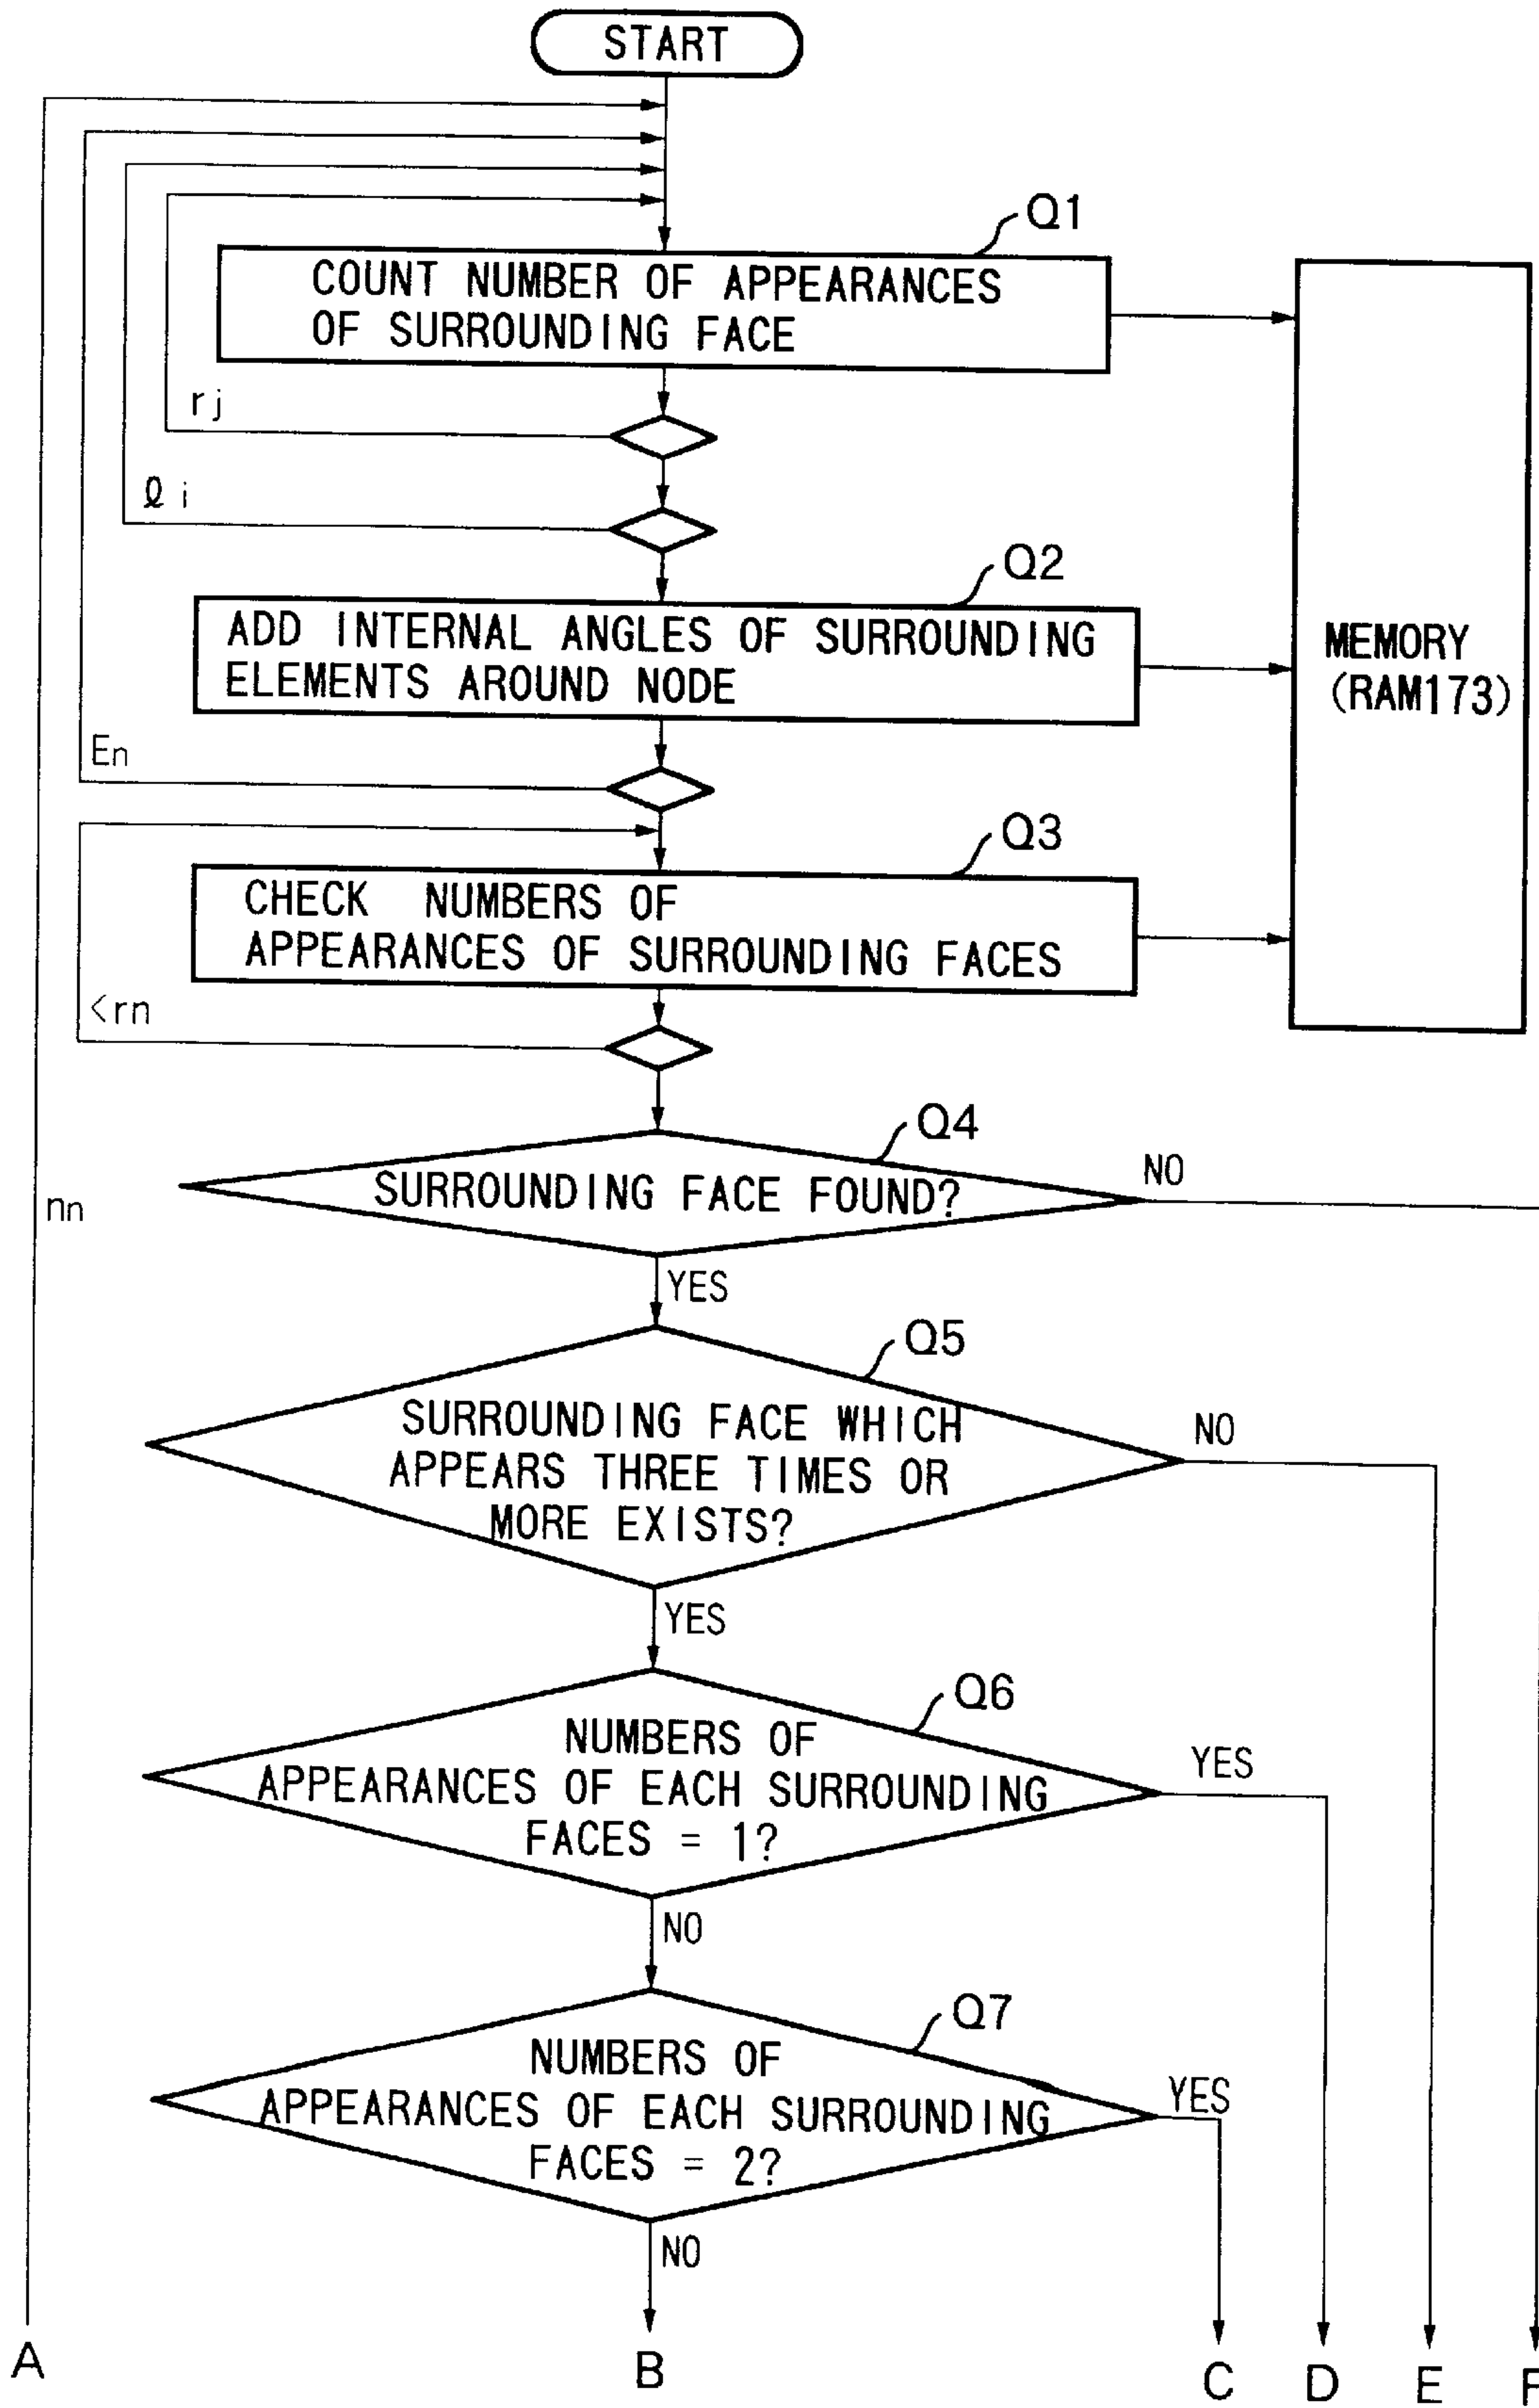 START
Q1
COUNT NUMBER OF APPEARANCES
OF SURROUNDING FACE
rj
ℓi
Q2
ADD INTERNAL ANGLES OF SURROUNDING
ELEMENTS AROUND NODE
MEMORY
(RAM173)
En
Q3
CHECK NUMBERS OF
APPEARANCES OF SURROUNDING FACES
<rn
Q4
SURROUNDING FACE FOUND?
NO
nn
YES
Q5
SURROUNDING FACE WHICH
APPEARS THREE TIMES OR
MORE EXISTS?
NO
YES
Q6
NUMBERS OF
APPEARANCES OF EACH SURROUNDING
FACES = 1?
YES
NO
Q7
NUMBERS OF
APPEARANCES OF EACH SURROUNDING
FACES = 2?
YES
NO
A
B
C
D
E